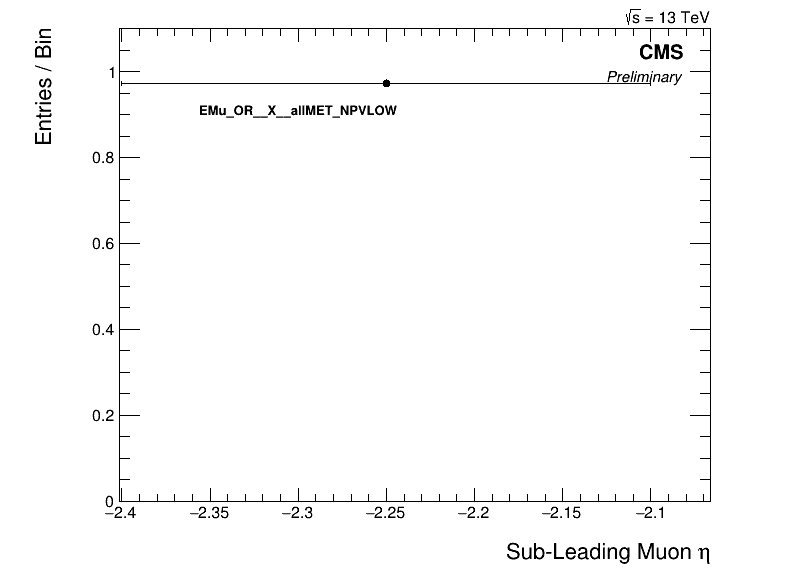 √s = 13 TeV
Entries / Bin
CMS
Preliminary
EMu_OR__X__allMET_NPVLOW
1
0.8
0.6
0.4
0.2
0
−2.4 −2.35 −2.3 −2.25 −2.2 −2.15 −2.1
Sub-Leading Muon η